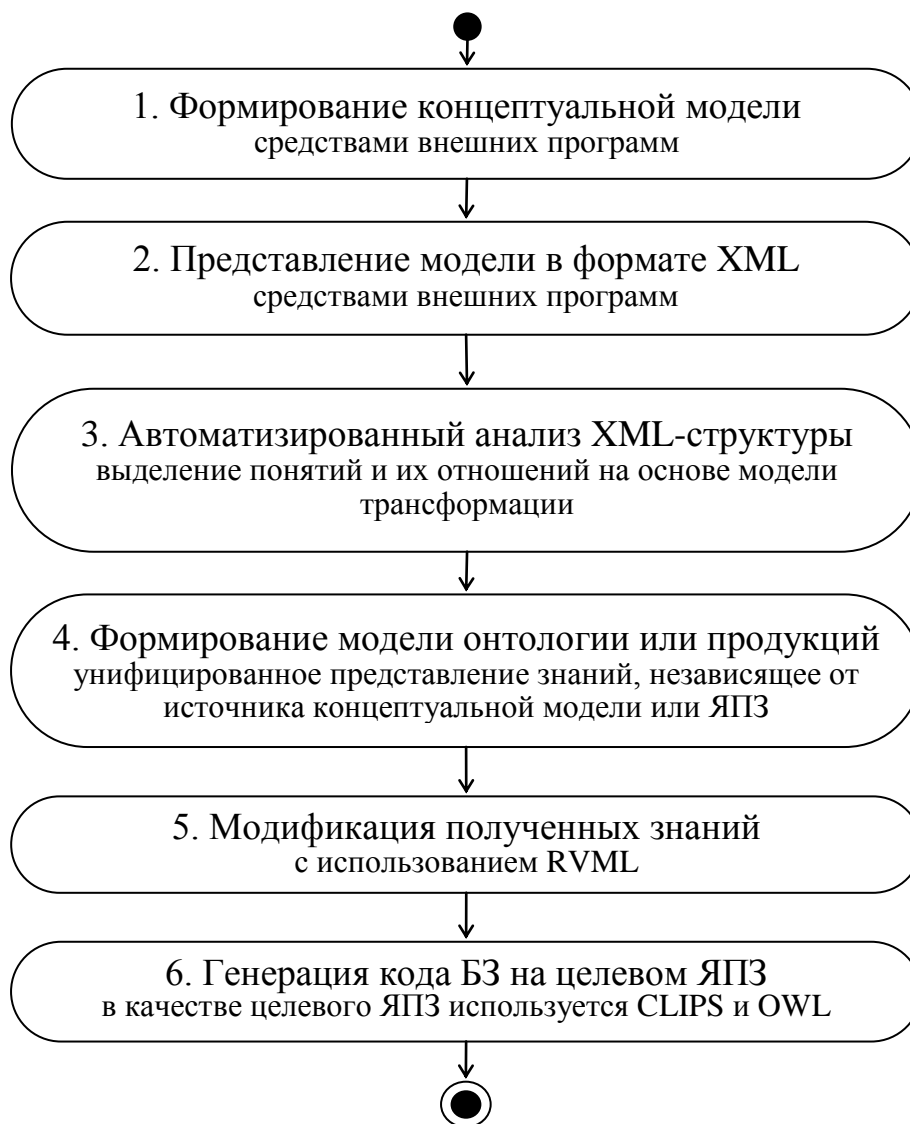 1. Формирование концептуальной модели
средствами внешних программ
2. Представление модели в формате XML
средствами внешних программ
3. Автоматизированный анализ XML-структуры
выделение понятий и их отношений на основе модели
трансформации
4. Формирование модели онтологии или продукций
унифицированное представление знаний, независящее от
источника концептуальной модели или ЯПЗ
5. Модификация полученных знаний
с использованием RVML
6. Генерация кода БЗ на целевом ЯПЗ
в качестве целевого ЯПЗ используется CLIPS и OWL